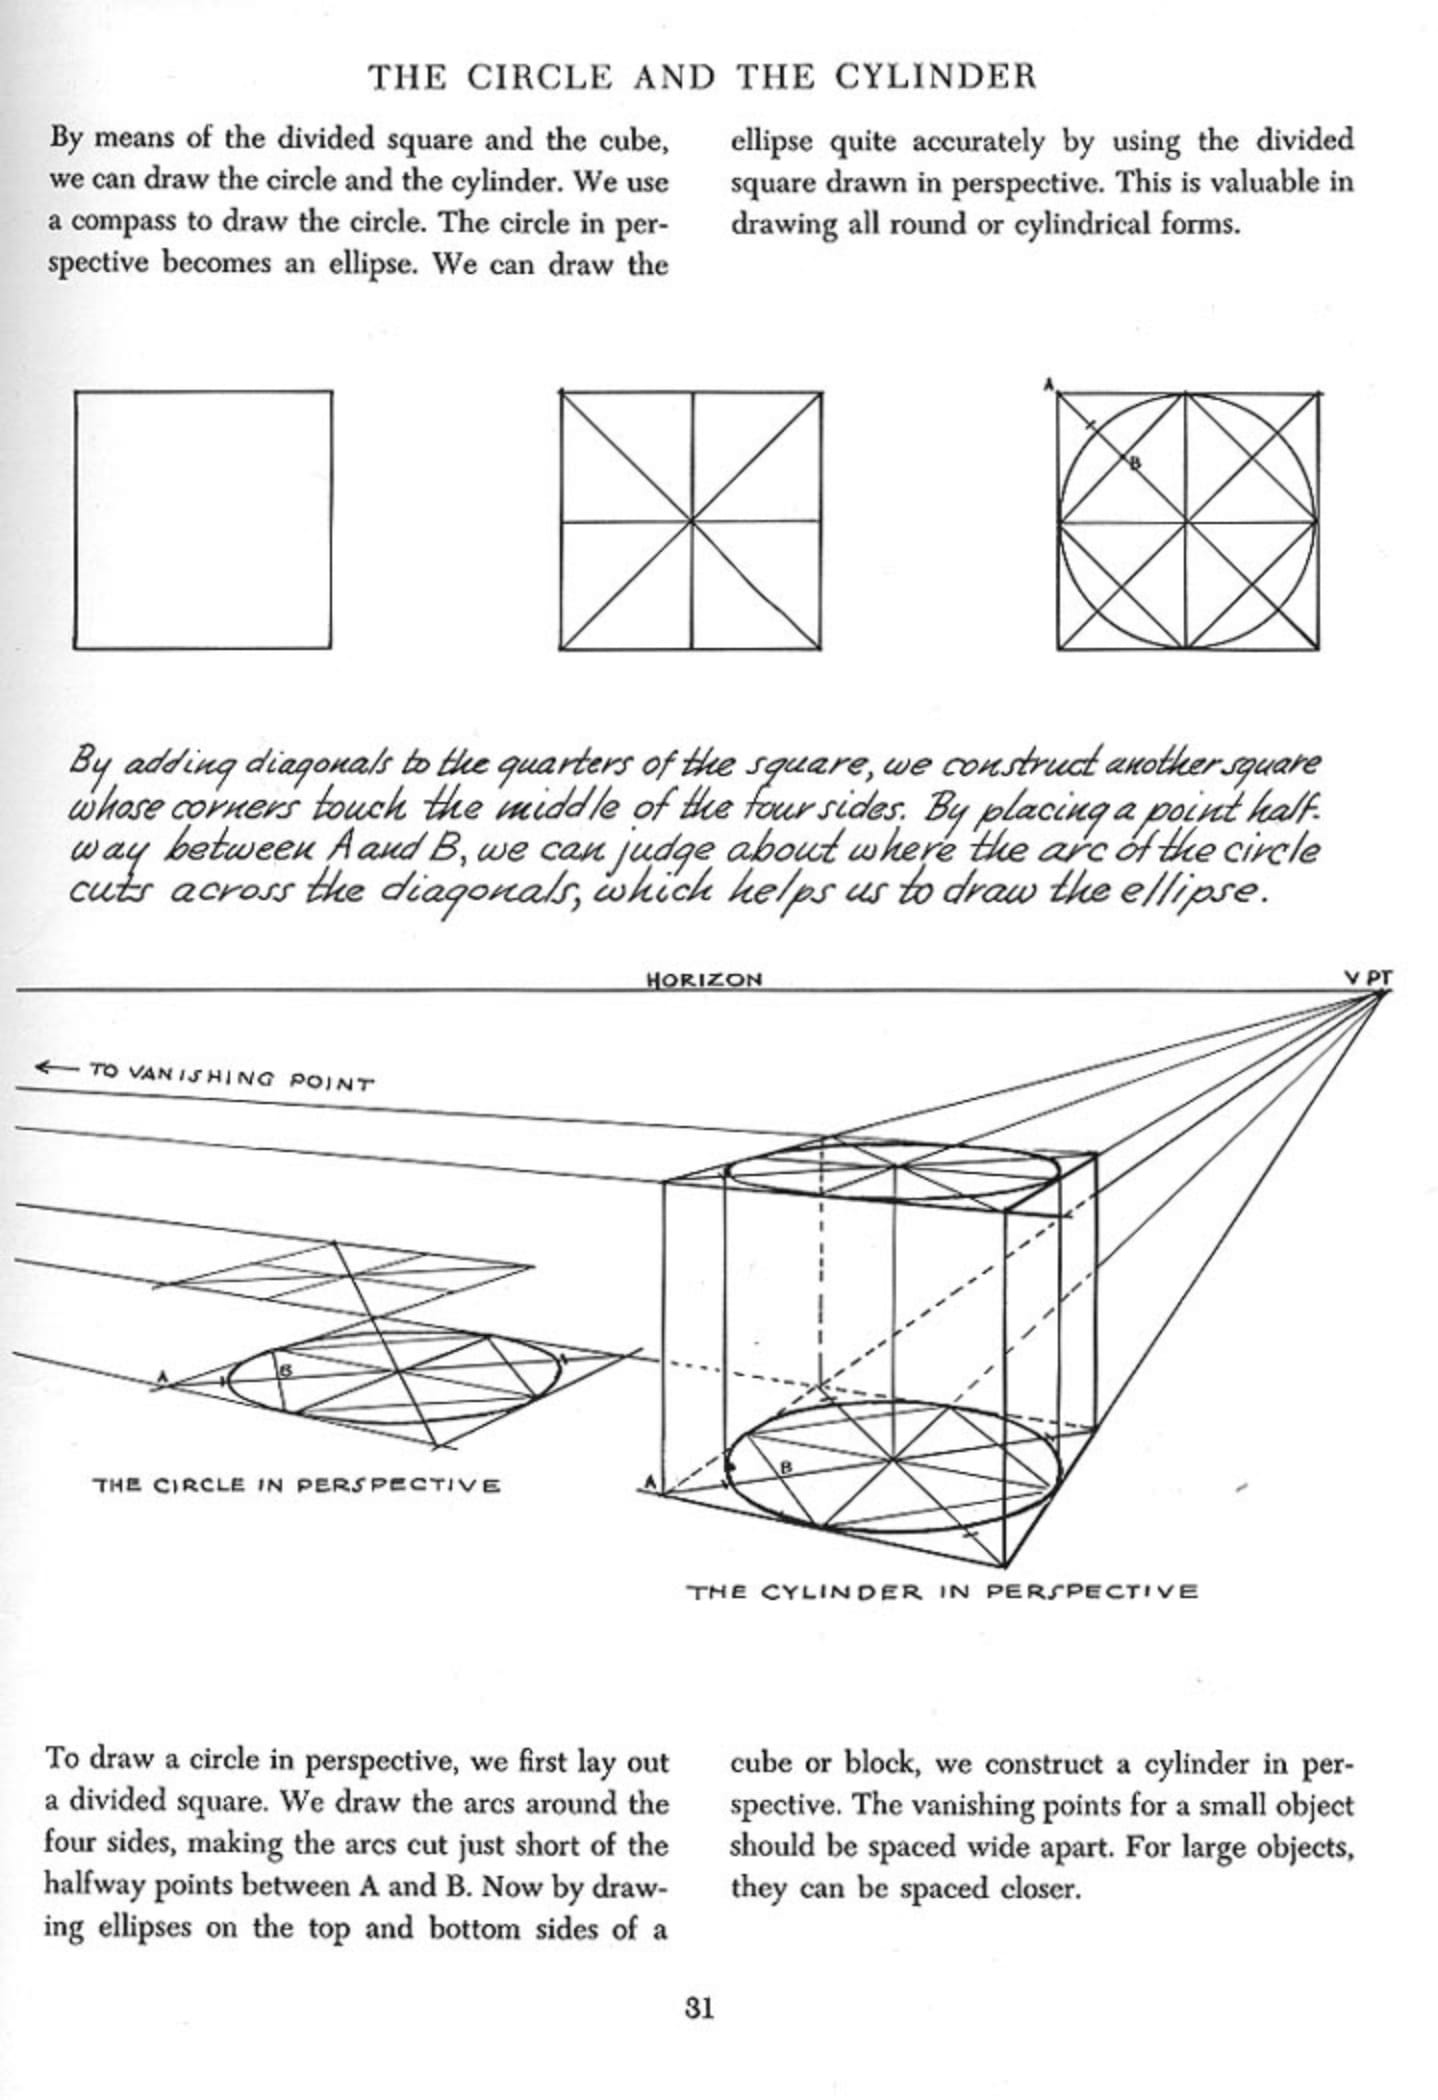 THE CIRCLE AND THE CYLINDER
By means of the divided square and the cube,
we can draw the circle and the cylinder. We use
a compass to draw the circle. The circle in per-
spective becomes an ellipse. We can draw the
ellipse quite accurately by using the divided
square drawn in perspective. This is valuable in
drawing all round or cylindrical forms.
A
B
By adding diagonals to the quarters of the square, we construct another square
whose corners touch the middle of the four sides. By placing a point half-
way between A and B, we can judge about where the arc of the circle
cuts across the diagonals, which helps us to draw the ellipse.
HORIZON
V PT
← TO VANISHING POINT
A
B
THE CIRCLE IN PERSPECTIVE
A
B
THE CYLINDER IN PERSPECTIVE
To draw a circle in perspective, we first lay out
a divided square. We draw the arcs around the
four sides, making the arcs cut just short of the
halfway points between A and B. Now by draw-
ing ellipses on the top and bottom sides of a
cube or block, we construct a cylinder in per-
spective. The vanishing points for a small object
should be spaced wide apart. For large objects,
they can be spaced closer.
31